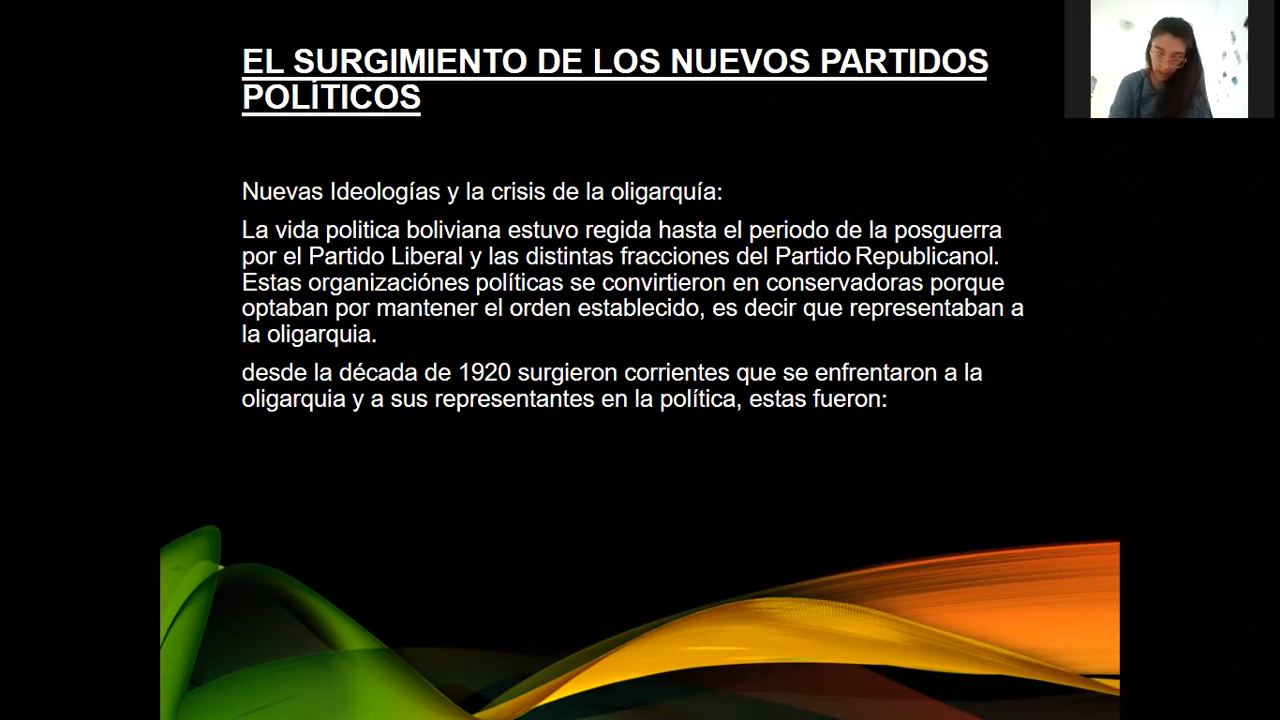 EL SURGIMIENTO DE LOS NUEVOS PARTIDOS
POLÍTICOS
Nuevas Ideologías y la crisis de la oligarquía:
La vida politica boliviana estuvo regida hasta el periodo de la posguerra
por el Partido Liberal y las distintas fracciones del Partido Republicanol.
Estas organizaciónes políticas se convirtieron en conservadoras porque
optaban por mantener el orden establecido, es decir que representaban a
la oligarquia.
desde la década de 1920 surgieron corrientes que se enfrentaron a la
oligarquia y a sus representantes en la política, estas fueron: